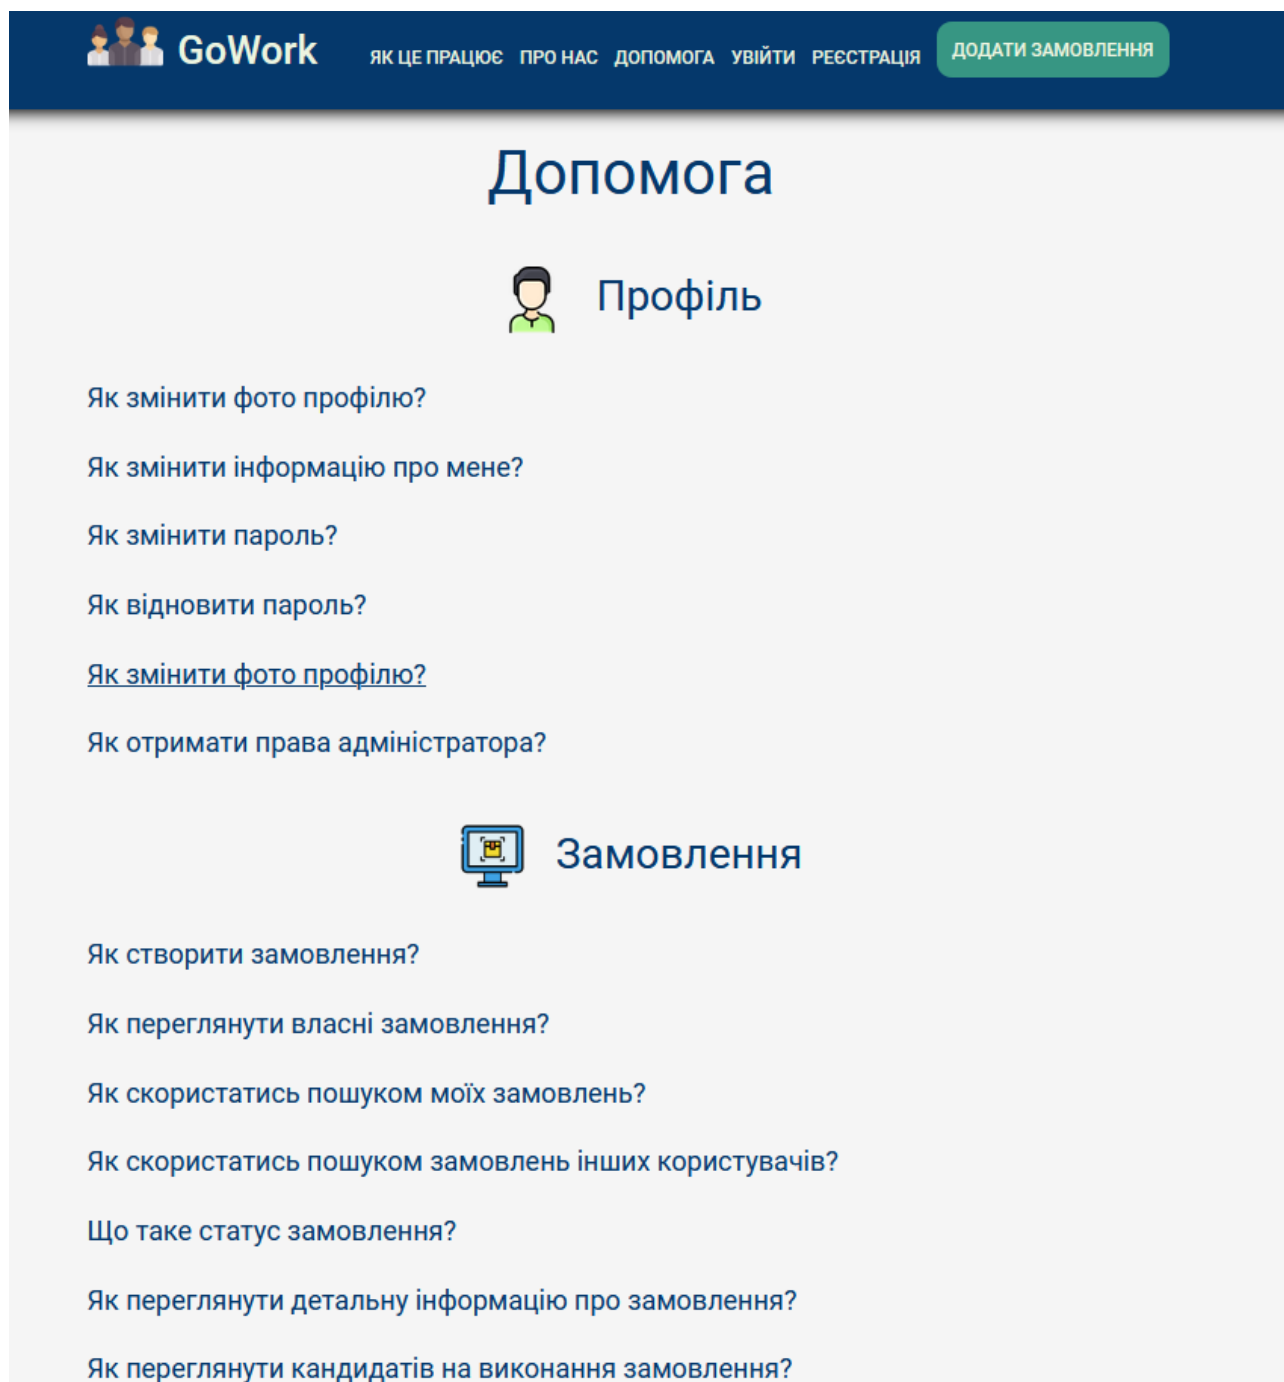 GoWork ЯК ЦЕ ПРАЦЮЄ ПРО НАС ДОПОМОГА УВІЙТИ РЕЄСТРАЦІЯ ДОДАТИ ЗАМОВЛЕННЯ
Допомога
Профіль
Як змінити фото профілю?
Як змінити інформацію про мене?
Як змінити пароль?
Як відновити пароль?
Як змінити фото профілю?
Як отримати права адміністратора?
Замовлення
Як створити замовлення?
Як переглянути власні замовлення?
Як скористатись пошуком моїх замовлень?
Як скористатись пошуком замовлень інших користувачів?
Що таке статус замовлення?
Як переглянути детальну інформацію про замовлення?
Як переглянути кандидатів на виконання замовлення?